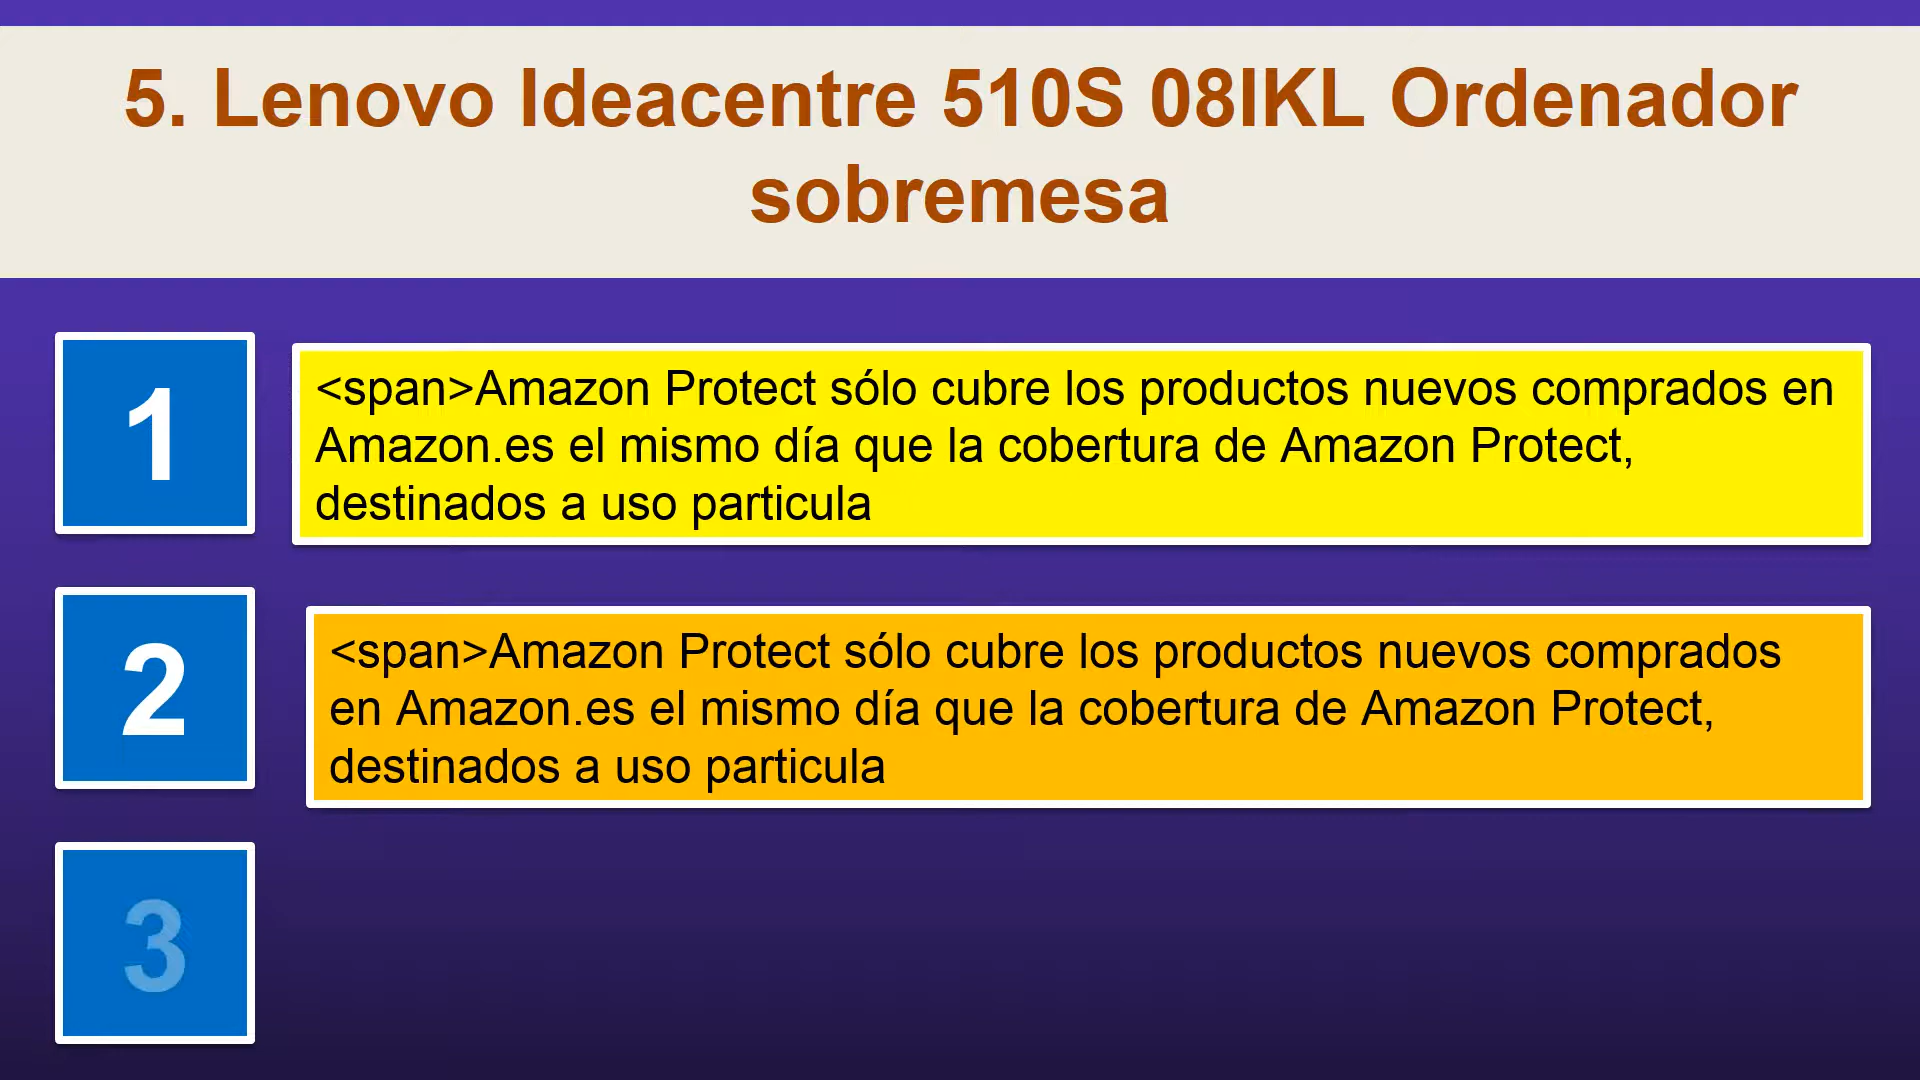 5. Lenovo Ideacentre 510S 08IKL Ordenador
sobremesa
1
<span>Amazon Protect sólo cubre los productos nuevos comprados en
Amazon.es el mismo día que la cobertura de Amazon Protect,
destinados a uso particula
2
<span>Amazon Protect sólo cubre los productos nuevos comprados
en Amazon.es el mismo día que la cobertura de Amazon Protect,
destinados a uso particula
3